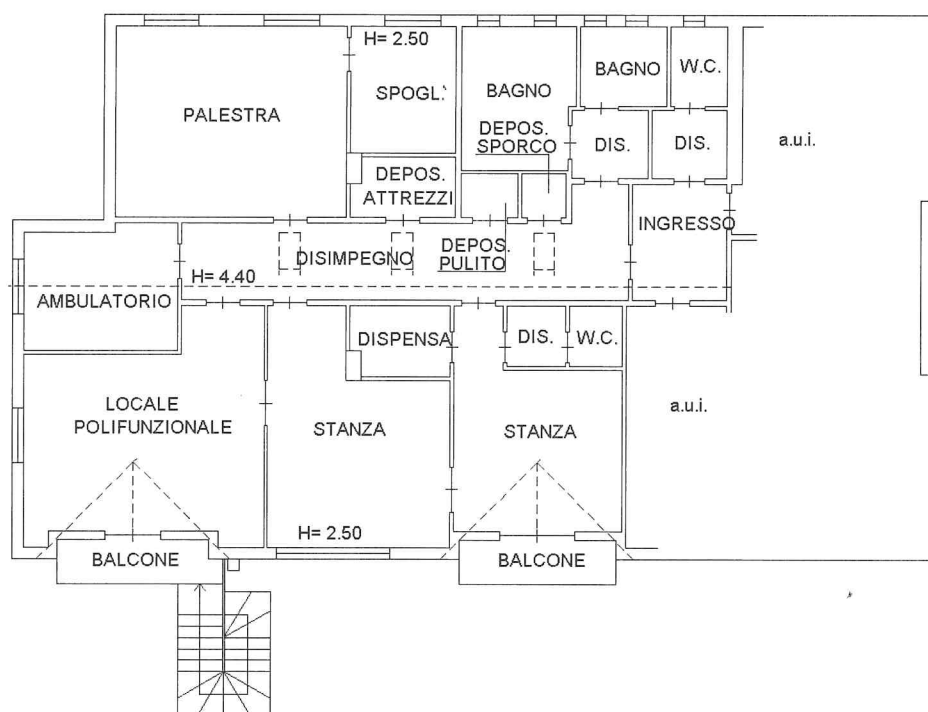 H= 2.50
PALESTRA
SPOGL.
BAGNO
BAGNO
W.C.
DEPOS.
SPORCO
DIS.
DIS.
a.u.i.
DEPOS.
ATTREZZI
INGRESSO
DISIMPEGNO
DEPOS.
PULITO
H= 4.40
AMBULATORIO
DISPENSA
DIS.
W.C.
LOCALE
POLIFUNZIONALE
STANZA
STANZA
a.u.i.
H= 2.50
BALCONE
BALCONE